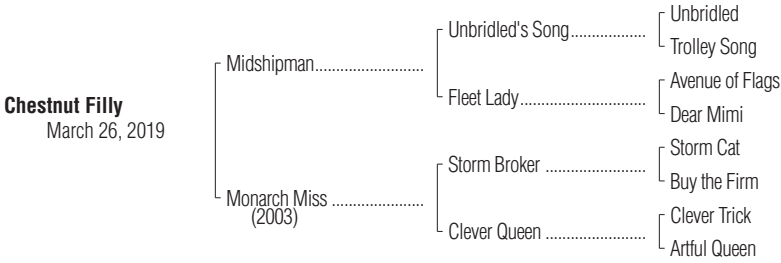 Unbridled
Unbridled's Song...................
Trolley Song
Midshipman...........................
Avenue of Flags
Fleet Lady................................
Dear Mimi
Chestnut Filly
March 26, 2019
Storm Cat
Storm Broker .........................
Buy the Firm
Monarch Miss .......................
(2003)
Clever Trick
Clever Queen .........................
Artful Queen